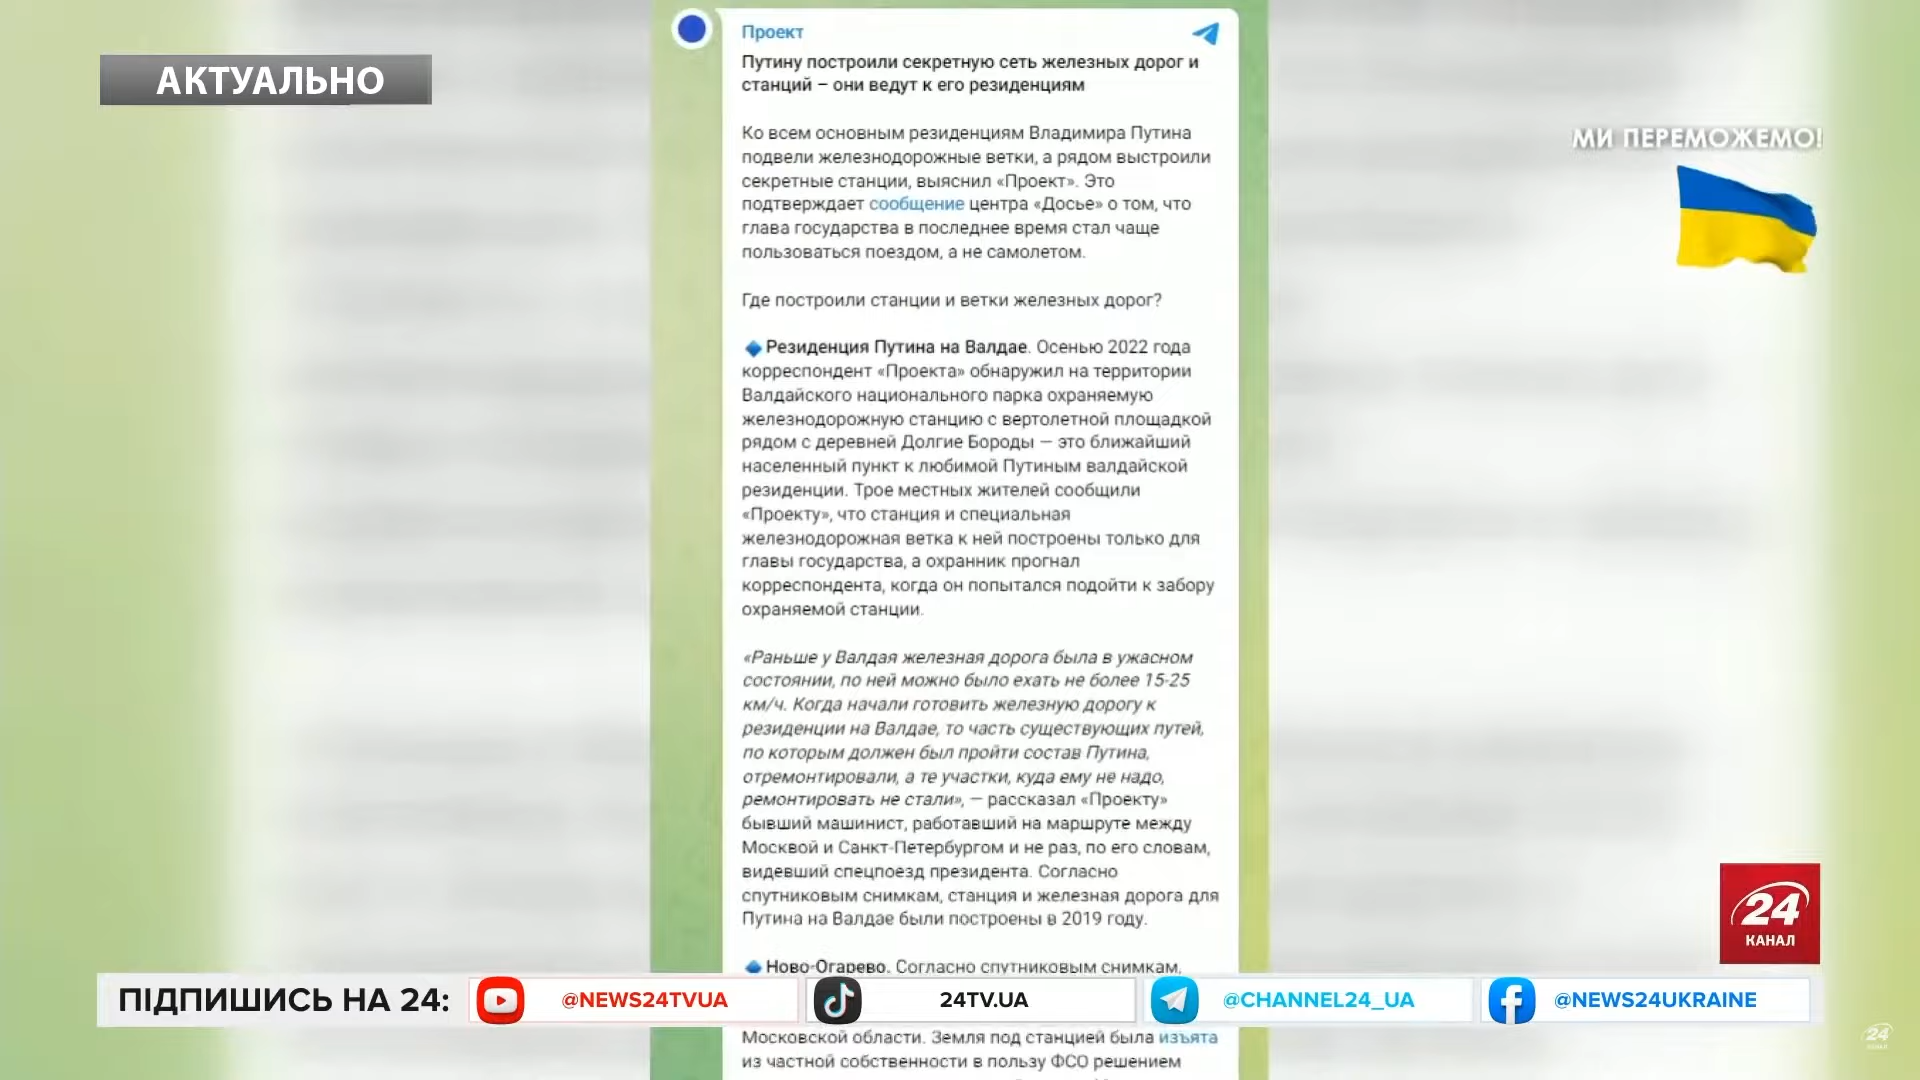 АКТУАЛЬНО
Проект
Путину построили секретную сеть железных дорог и
станций – они ведут к его резиденциям
Ко всем основным резиденциям Владимира Путина
подвели железнодорожные ветки, а рядом выстроили
секретные станции, выяснил «Проект». Это
подтверждает сообщение центра «Досье» о том, что
глава государства в последнее время стал чаще
пользоваться поездом, а не самолетом.
Где построили станции и ветки железных дорог?
Резиденция Путина на Валдае. Осенью 2022 года
корреспондент «Проекта» обнаружил на территории
Валдайского национального парка охраняемую
железнодорожную станцию с вертолетной площадкой
рядом с деревней Долгие Бороды — это ближайший
населенный пункт к любимой Путиным валдайской
резиденции. Трое местных жителей сообщили
«Проекту», что станция и специальная
железнодорожная ветка к ней построены только для
главы государства, а охранник прогнал
корреспондента, когда он попытался подойти к забору
охраняемой станции.
«Раньше у Валдая железная дорога была в ужасном
состоянии, по ней можно было ехать не более 15-25
км/ч. Когда начали готовить железную дорогу к
резиденции на Валдае, то часть существующих путей,
по которым должен был пройти состав Путина,
отремонтировали, а те участки, куда ему не надо,
ремонтировать не стали», — рассказал «Проекту»
бывший машинист, работавший на маршруте между
Москвой и Санкт-Петербургом и не раз, по его словам,
видевший спецпоезд президента. Согласно
спутниковым снимкам, станция и железная дорога для
Путина на Валдае были построены в 2019 году.
Ново-Огарево. Согласно спутниковым снимкам,
Московской области. Земля под станцией была изъята
из частной собственности в пользу ФСО решением
МИ ПЕРЕМОЖЕМО!
24
КАНАЛ
ПІДПИШИСЬ НА 24:
@NEWS24TVUA
24TV.UA
@CHANNEL24_UA
@NEWS24UKRAINE
24
КАНАЛ